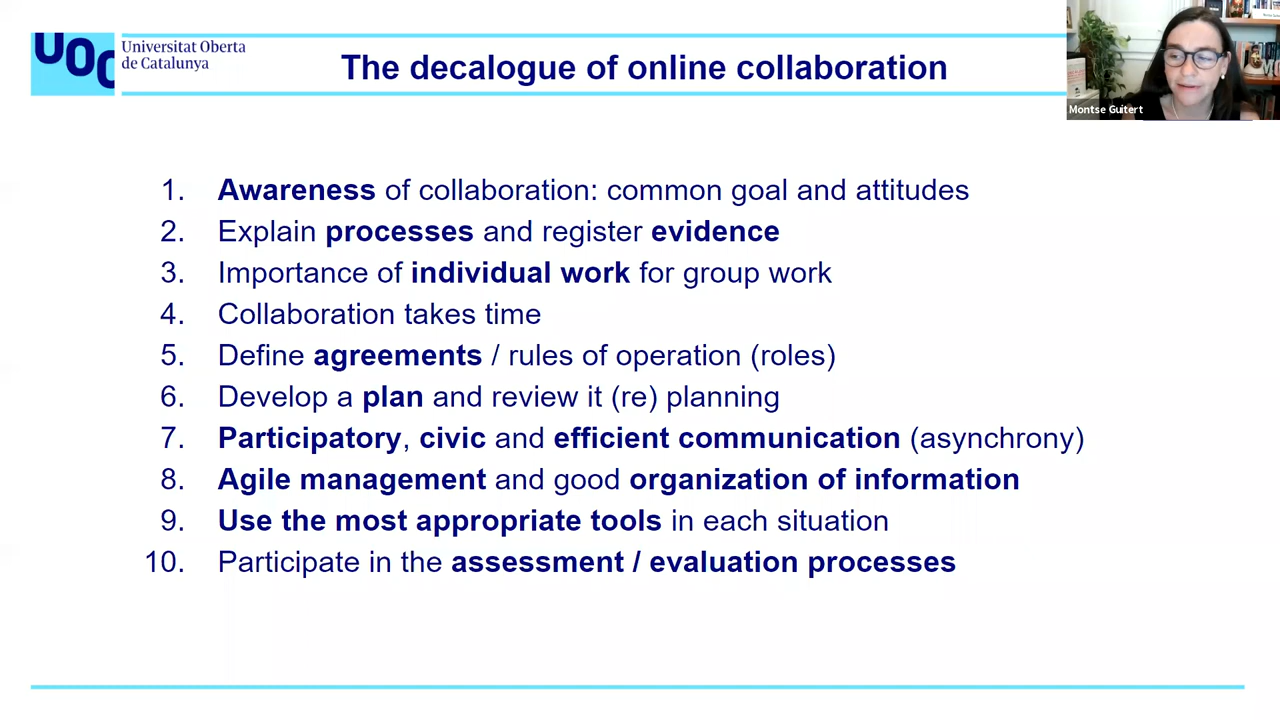 UOC
Universitat Oberta
de Catalunya
The decalogue of online collaboration
Montse Guitert
1. Awareness of collaboration: common goal and attitudes
2. Explain processes and register evidence
3. Importance of individual work for group work
4. Collaboration takes time
5. Define agreements / rules of operation (roles)
6. Develop a plan and review it (re) planning
7. Participatory, civic and efficient communication (asynchrony)
8. Agile management and good organization of information
9. Use the most appropriate tools in each situation
10. Participate in the assessment / evaluation processes